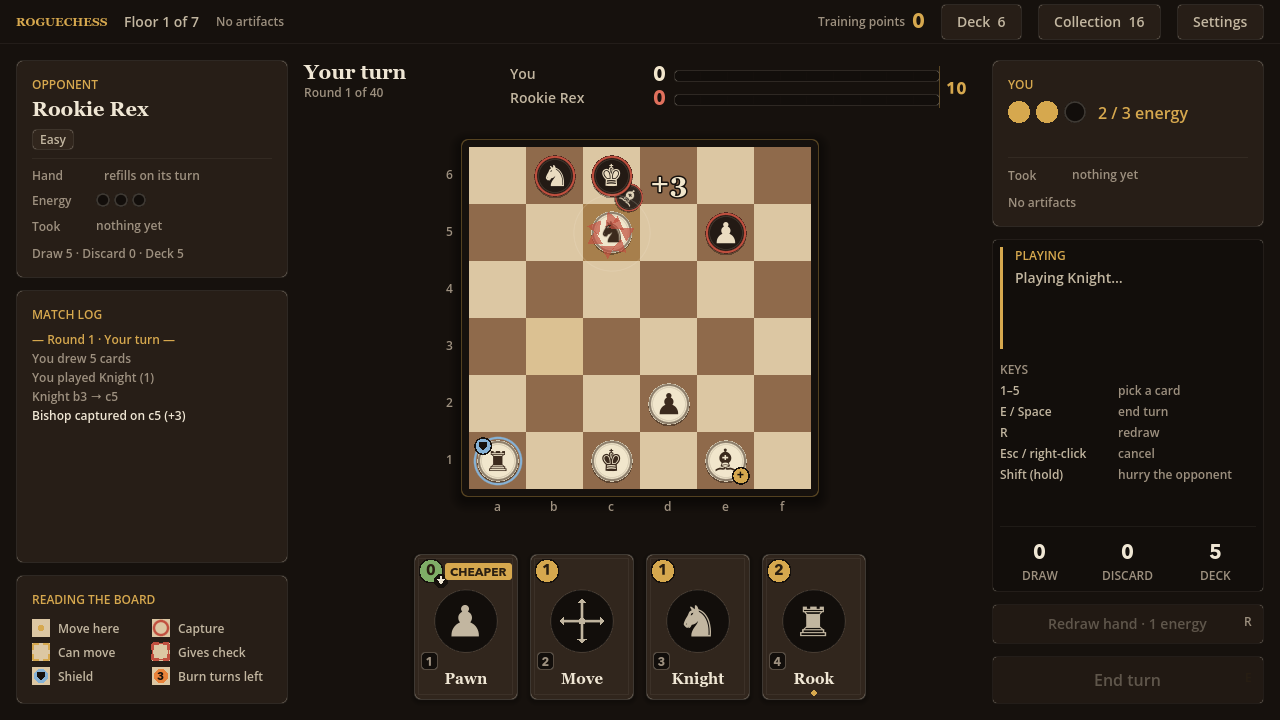 ROGUECHESS Floor 1 of 7 No artifacts Training points 0 Deck 6 Collection 16 Settings
OPPONENT
Rookie Rex
Easy
Hand refills on its turn
Energy
Took nothing yet
Draw 5 · Discard 0 · Deck 5
MATCH LOG
— Round 1 · Your turn —
You drew 5 cards
You played Knight (1)
Knight b3 → c5
Bishop captured on c5 (+3)
READING THE BOARD
Move here Capture
Can move Gives check
Shield 3 Burn turns left
Your turn
Round 1 of 40
You 0
Rookie Rex 0
10
6
+3
5
4
3
2
1
+
a b c d e f
0 CHEAPER
1
Pawn
1
2
Move
1
3
Knight
2
4
Rook
YOU
2 / 3 energy
Took nothing yet
No artifacts
PLAYING
Playing Knight...
KEYS
1–5 pick a card
E / Space end turn
R redraw
Esc / right-click cancel
Shift (hold) hurry the opponent
0 0 5
DRAW DISCARD DECK
Redraw hand · 1 energy R
End turn